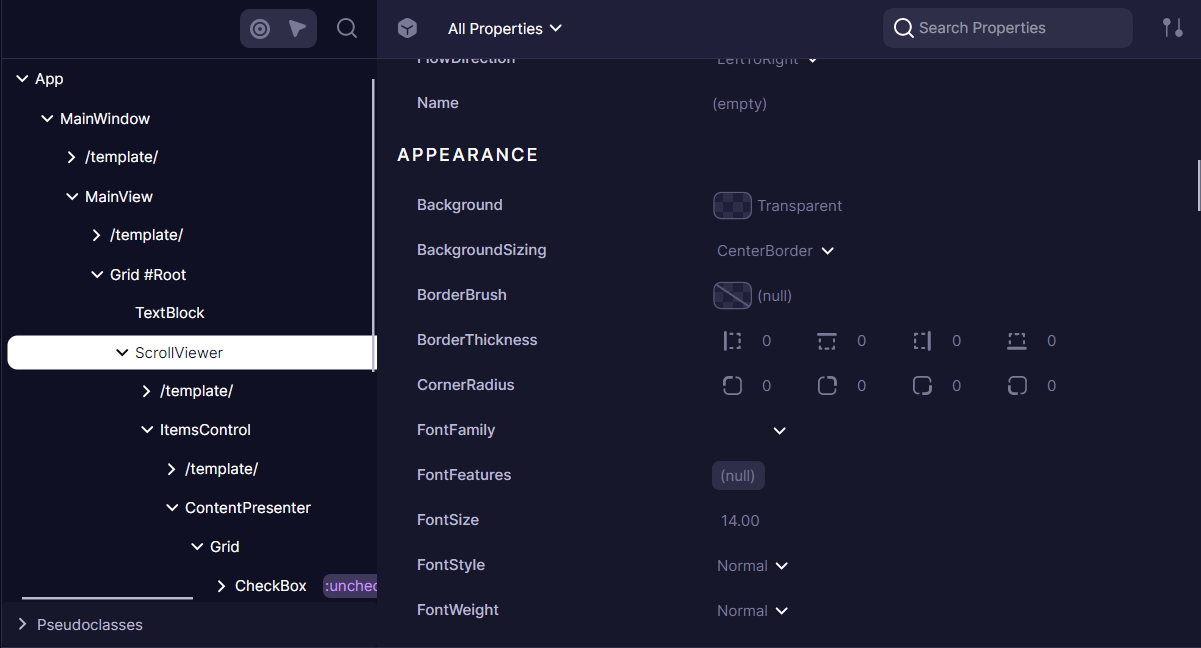 All Properties
Search Properties
App
MainWindow
/template/
MainView
/template/
Grid #Root
TextBlock
ScrollViewer
/template/
ItemsControl
/template/
ContentPresenter
Grid
CheckBox :unchec
Pseudoclasses
FlowDirection LeftToRight
Name (empty)
APPEARANCE
Background Transparent
BackgroundSizing CenterBorder
BorderBrush (null)
BorderThickness 0 0 0 0
CornerRadius 0 0 0 0
FontFamily
FontFeatures (null)
FontSize 14.00
FontStyle Normal
FontWeight Normal